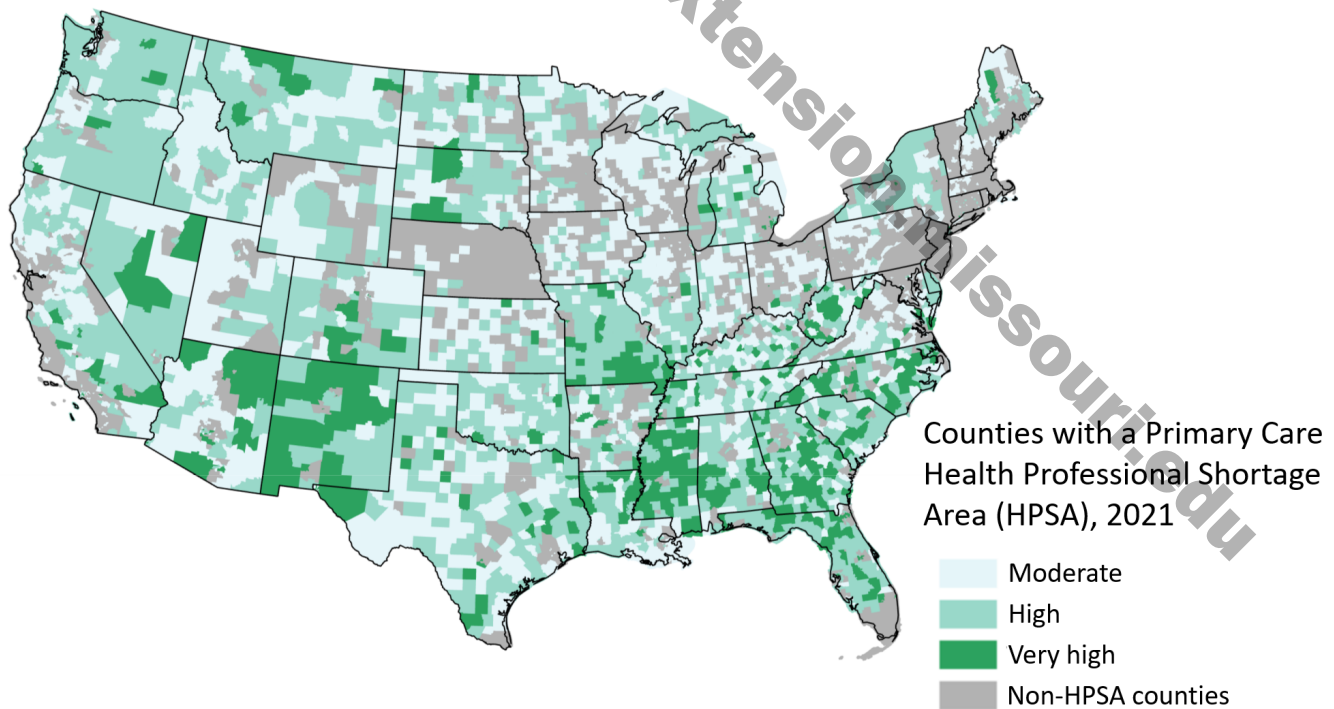 xtension.missouri.edu
Counties with a Primary Care
Health Professional Shortage
Area (HPSA), 2021
Moderate
High
Very high
Non-HPSA counties